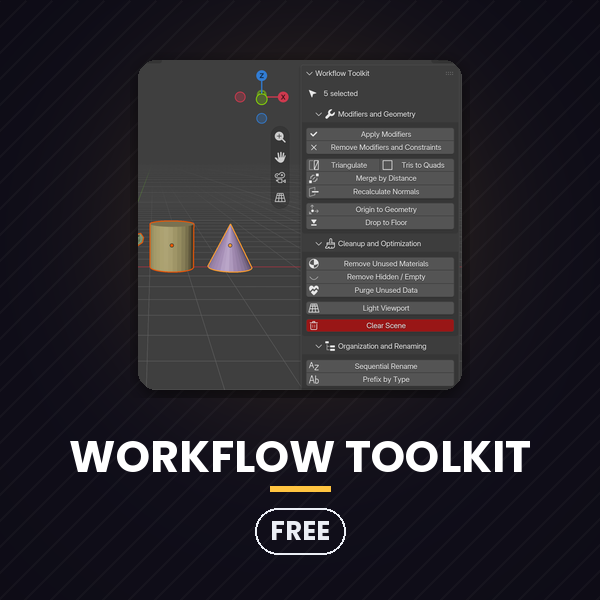 Workflow Toolkit
Z
X
5 selected
Modifiers and Geometry
Apply Modifiers
Remove Modifiers and Constraints
Triangulate
Tris to Quads
Merge by Distance
Recalculate Normals
Origin to Geometry
Drop to Floor
Cleanup and Optimization
Remove Unused Materials
Remove Hidden / Empty
Purge Unused Data
Light Viewport
Clear Scene
Organization and Renaming
Az Sequential Rename
Ab Prefix by Type
WORKFLOW TOOLKIT
FREE